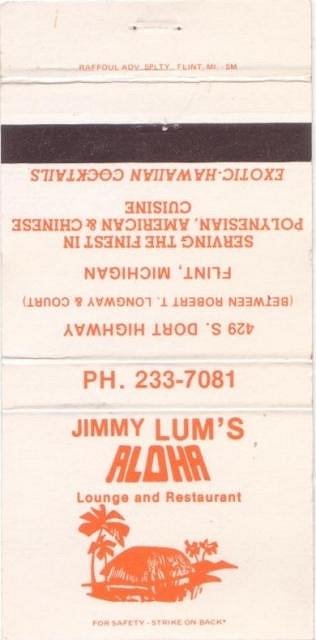 RAFFOUL ADV. SPLTY. FLINT, MI. - SM
429 S. DORT HIGHWAY
(BETWEEN ROBERT T. LONGWAY & COURT)
FLINT, MICHIGAN
SERVING THE FINEST IN
POLYNESIAN, AMERICAN & CHINESE
CUISINE
EXOTIC-HAWAIIAN COCKTAILS
PH. 233-7081
JIMMY LUM'S
ALOHA
Lounge and Restaurant
FOR SAFETY - STRIKE ON BACK*